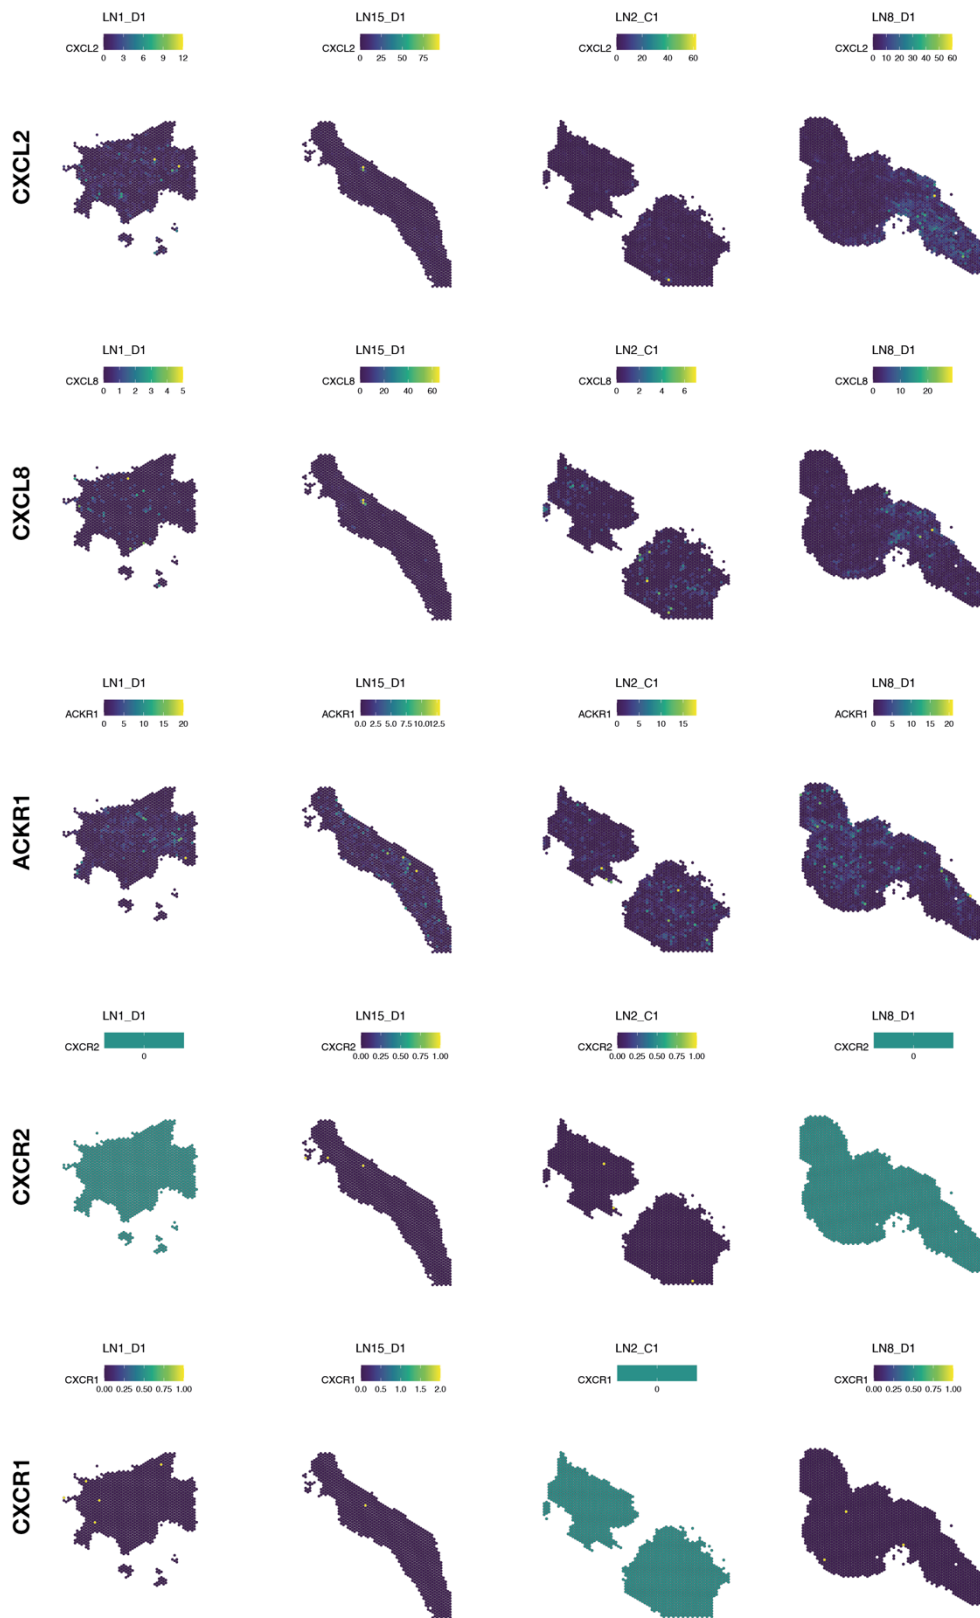 LN1_D1 LN15_D1 LN2_C1 LN8_D1
CXCL2 CXCL2 CXCL2 CXCL2
0 3 6 9 12 0 25 50 75 0 20 40 60 0 10 20 30 40 50 60
CXCL2
LN1_D1 LN15_D1 LN2_C1 LN8_D1
CXCL8 CXCL8 CXCL8 CXCL8
0 1 2 3 4 5 0 20 40 60 0 2 4 6 0 10 20
CXCL8
LN1_D1 LN15_D1 LN2_C1 LN8_D1
ACKR1 ACKR1 ACKR1 ACKR1
0 5 10 15 20 0.0 2.5 5.0 7.5 10.0 12.5 0 5 10 15 0 5 10 15 20
ACKR1
LN1_D1 LN15_D1 LN2_C1 LN8_D1
CXCR2 CXCR2 CXCR2 CXCR2
0 0.00 0.25 0.50 0.75 1.00 0.00 0.25 0.50 0.75 1.00 0
CXCR2
LN1_D1 LN15_D1 LN2_C1 LN8_D1
CXCR1 CXCR1 CXCR1 CXCR1
0.00 0.25 0.50 0.75 1.00 0.0 0.5 1.0 1.5 2.0 0 0.00 0.25 0.50 0.75 1.00
CXCR1